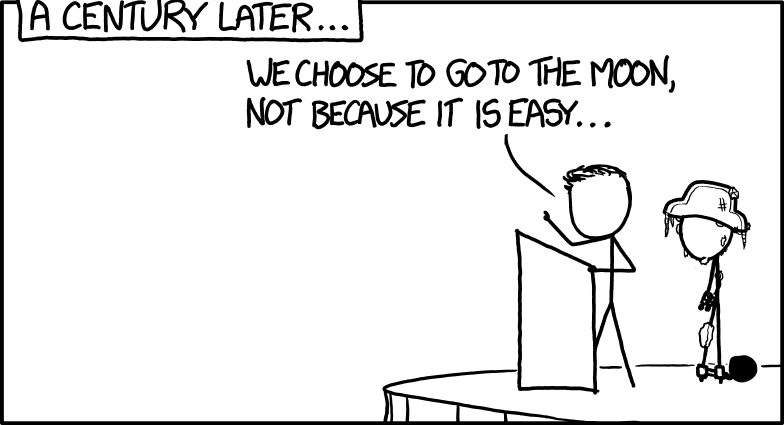 A CENTURY LATER...
WE CHOOSE TO GO TO THE MOON,
NOT BECAUSE IT IS EASY...